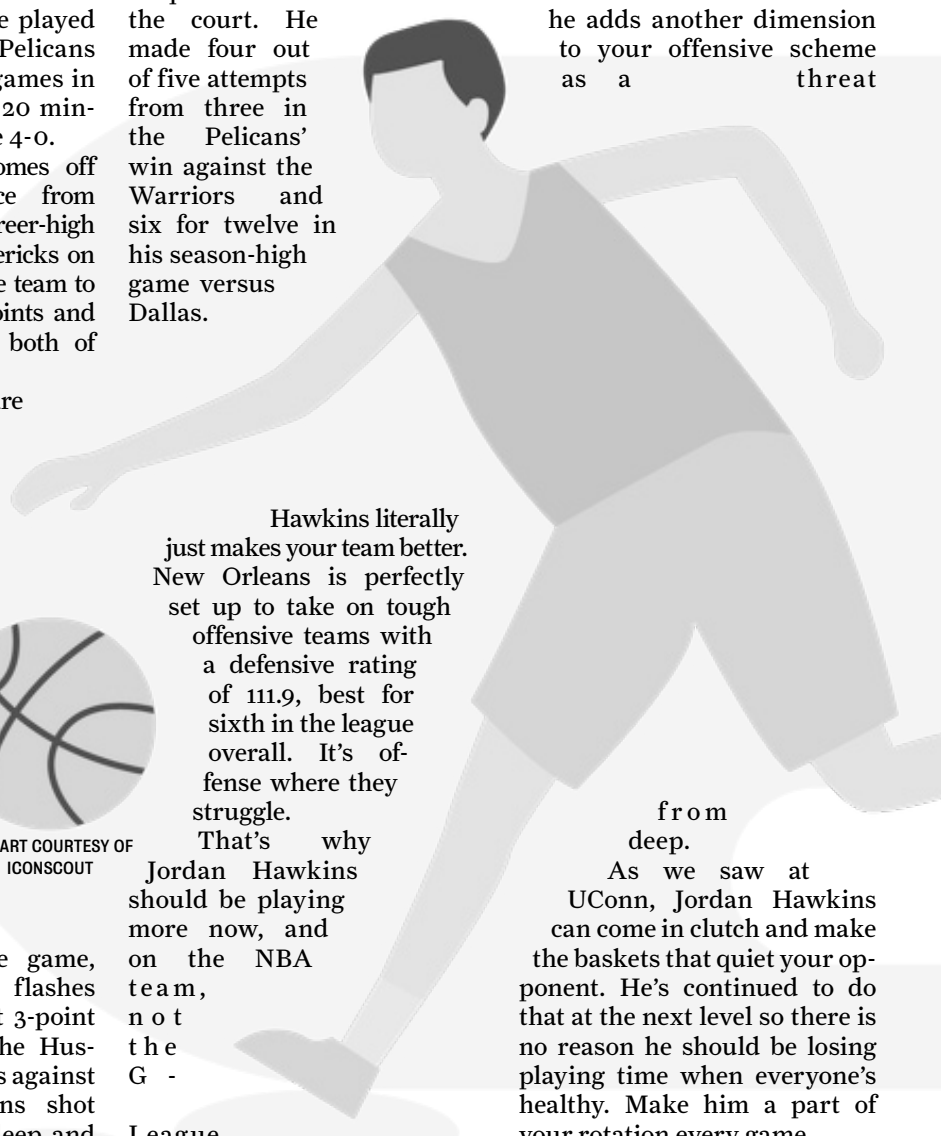 e played
Pelicans
games in
20 min-
e 4-0.
omes off
ce from
reer-high
ericks on
e team to
oints and
both of
re
ART COURTESY OF
ICONSCOUT
e game,
flashes
t 3-point
he Hus-
s against
ns shot
eep and
the court. He
made four out
of five attempts
from three in
the Pelicans'
win against the
Warriors and
six for twelve in
his season-high
game versus
Dallas.
Hawkins literally
just makes your team better.
New Orleans is perfectly
set up to take on tough
offensive teams with
a defensive rating
of 111.9, best for
sixth in the league
overall. It's of-
fense where they
struggle.
That's why
Jordan Hawkins
should be playing
more now, and
on the NBA
team,
not
the
G -
League
he adds another dimension
to your offensive scheme
as a threat
from
deep.
As we saw at
UConn, Jordan Hawkins
can come in clutch and make
the baskets that quiet your op-
ponent. He's continued to do
that at the next level so there is
no reason he should be losing
playing time when everyone's
healthy. Make him a part of
your rotation every game